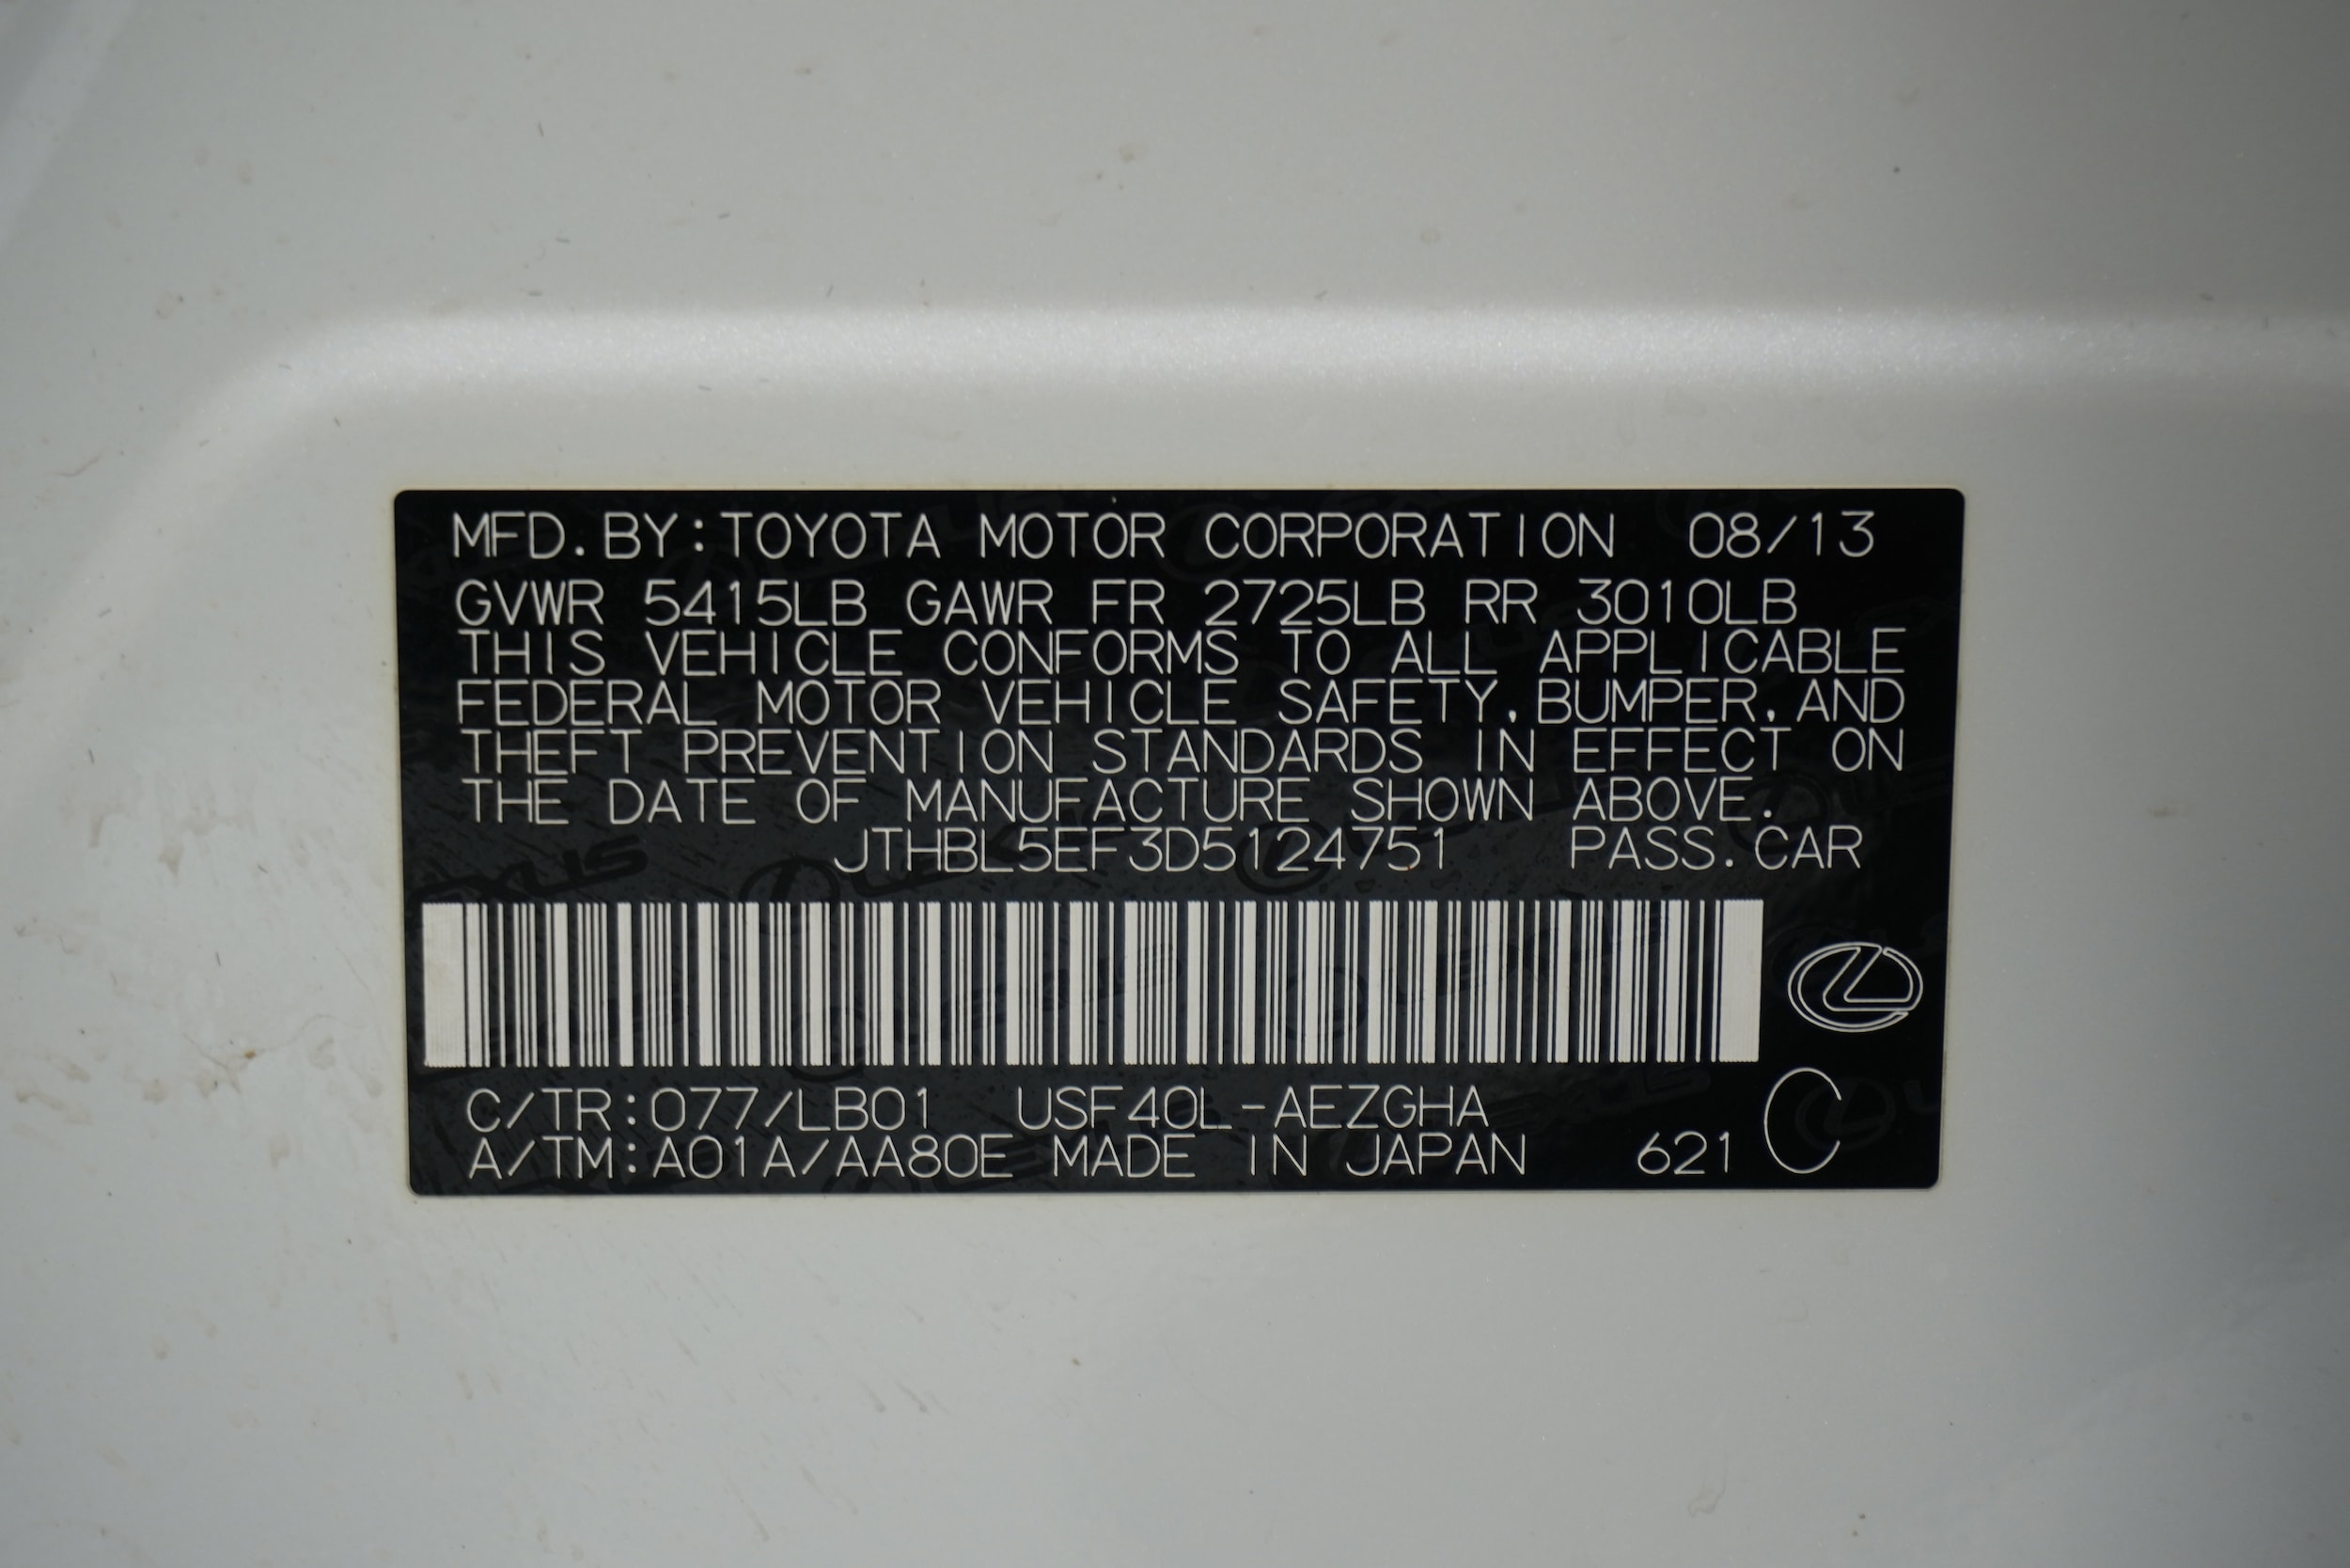 MFD.BY:TOYOTA MOTOR CORPORATION 08/13
GVWR 5415LB GAWR FR 2725LB RR 3010LB
THIS VEHICLE CONFORMS TO ALL APPLICABLE
FEDERAL MOTOR VEHICLE SAFETY,BUMPER,AND
THEFT PREVENTION STANDARDS IN EFFECT ON
THE DATE OF MANUFACTURE SHOWN ABOVE.
JTHBL5EF3D5124751 PASS.CAR
C/TR:077/LB01 USF40L-AEZGHA
A/TM:A01A/AA80E MADE IN JAPAN 621 C